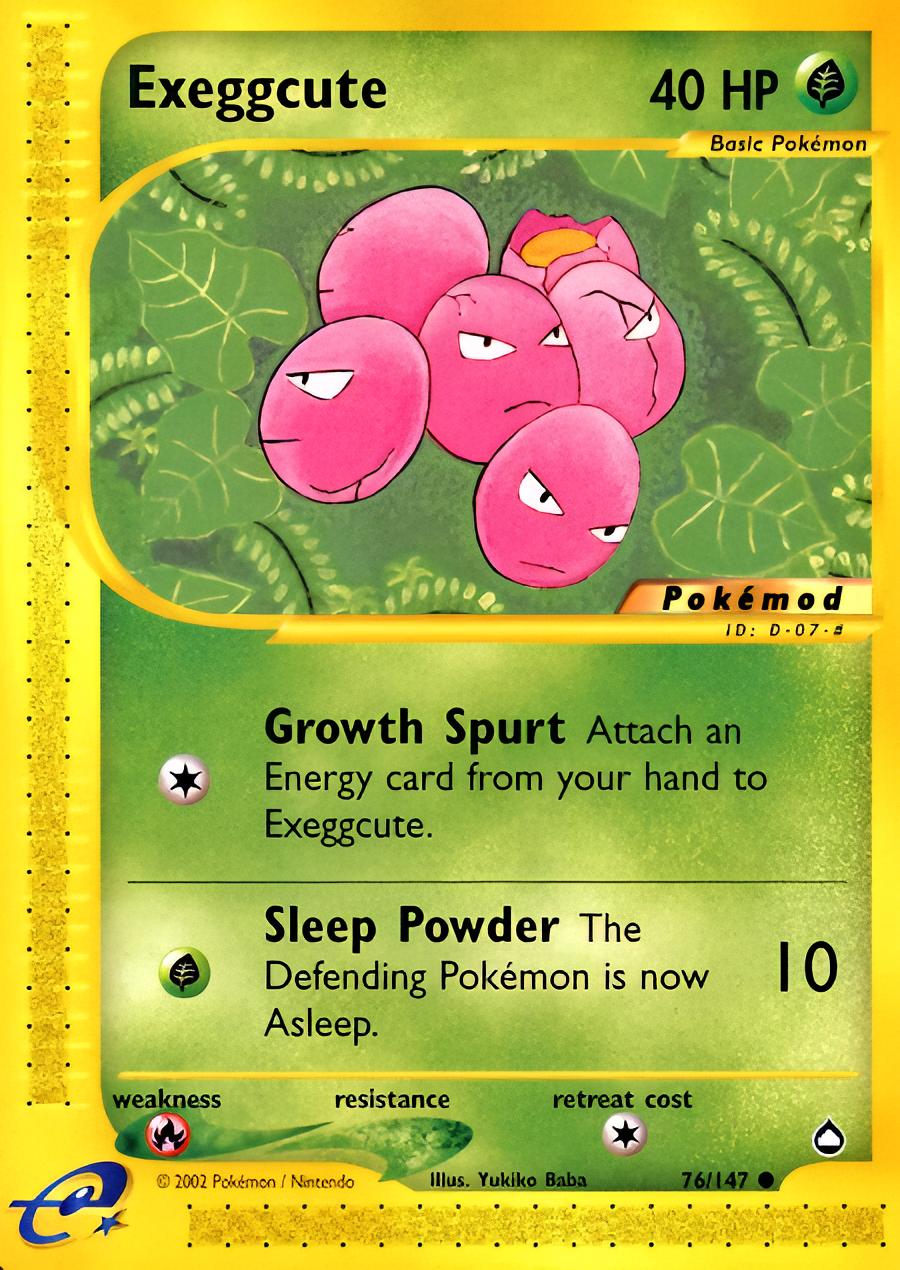 Exeggcute 40 HP
Basic Pokémon
Pokémod
ID: D-07-#
Growth Spurt Attach an
Energy card from your hand to
Exeggcute.
Sleep Powder The
Defending Pokémon is now
Asleep.
10
weakness resistance retreat cost
© 2002 Pokémon / Nintendo Illus. Yukiko Baba 76/147